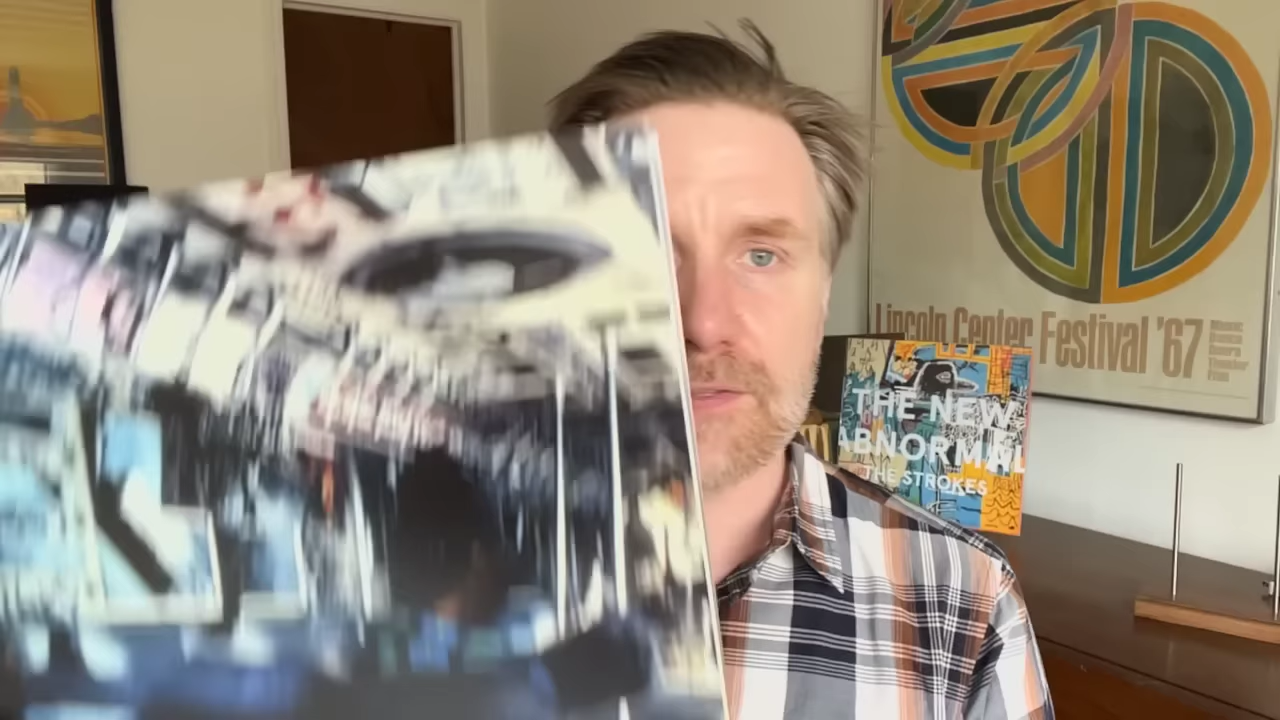 Lincoln Center Festival '67
THE NEW
ABNORMAL
THE STROKES